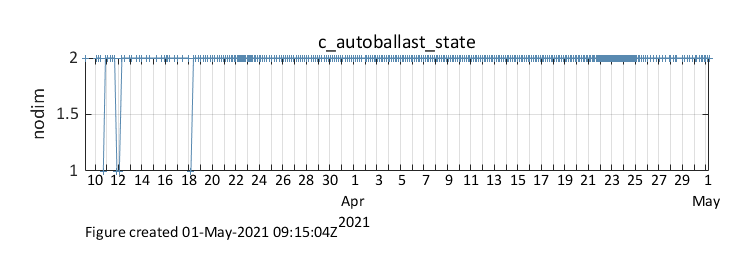 c_autoballast_state
2
1.5
1
nodim
10 12 14 16 18 20 22 24 26 28 30 1 3 5 7 9 11 13 15 17 19 21 23 25 27 29 1
Apr May
2021
Figure created 01-May-2021 09:15:04Z